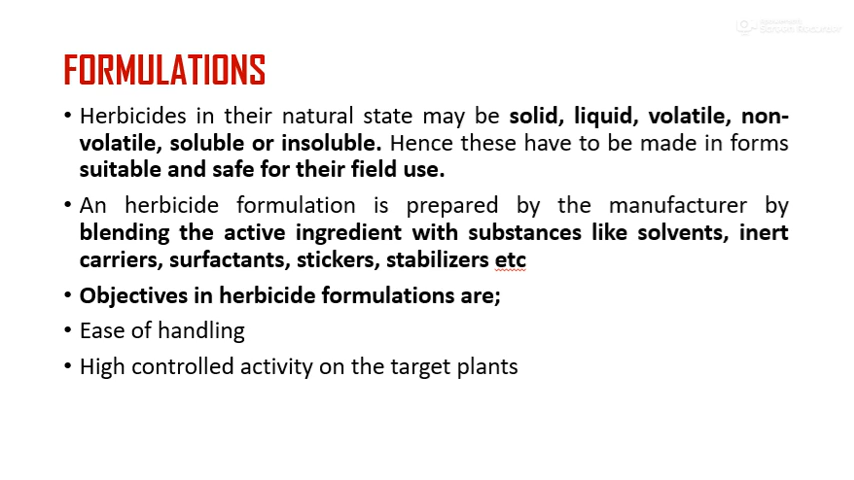 FORMULATIONS
• Herbicides in their natural state may be solid, liquid, volatile, non-
volatile, soluble or insoluble. Hence these have to be made in forms
suitable and safe for their field use.
• An herbicide formulation is prepared by the manufacturer by
blending the active ingredient with substances like solvents, inert
carriers, surfactants, stickers, stabilizers etc
• Objectives in herbicide formulations are;
• Ease of handling
• High controlled activity on the target plants